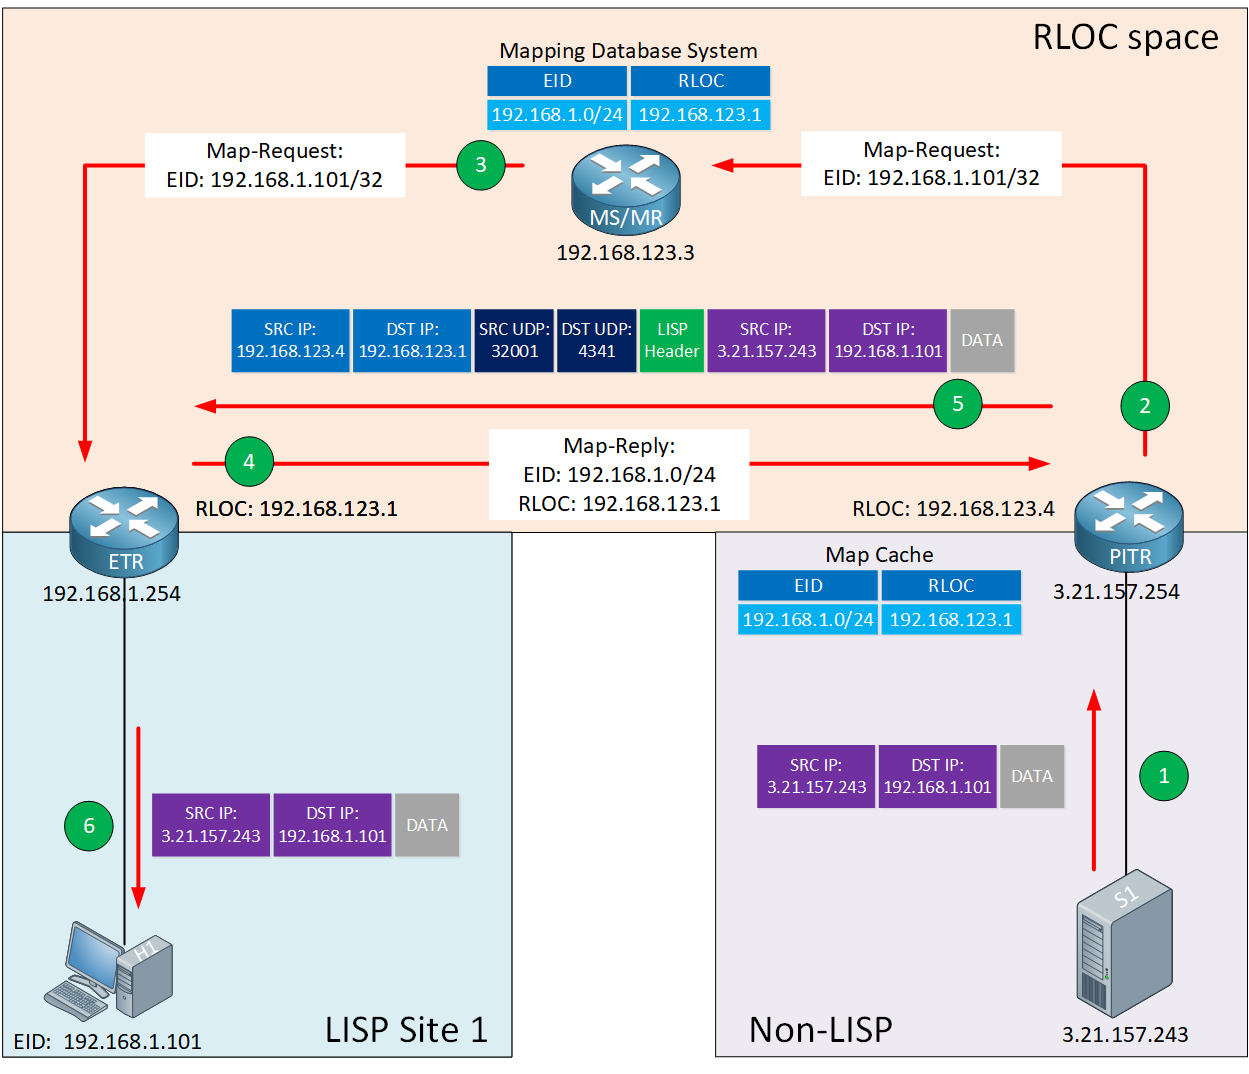 RLOC space
Mapping Database System
EID RLOC
192.168.1.0/24 192.168.123.1
Map-Request:
EID: 192.168.1.101/32
3
MS/MR
192.168.123.3
Map-Request:
EID: 192.168.1.101/32
SRC IP: DST IP: SRC UDP: DST UDP: LISP SRC IP: DST IP: DATA
192.168.123.4 192.168.123.1 32001 4341 Header 3.21.157.243 192.168.1.101
5
2
4
Map-Reply:
EID: 192.168.1.0/24
RLOC: 192.168.123.1
RLOC: 192.168.123.1
RLOC: 192.168.123.4
ETR
192.168.1.254
PITR
3.21.157.254
Map Cache
EID RLOC
192.168.1.0/24 192.168.123.1
SRC IP: DST IP: DATA
3.21.157.243 192.168.1.101
1
6
SRC IP: DST IP: DATA
3.21.157.243 192.168.1.101
H1
EID: 192.168.1.101
LISP Site 1
Non-LISP
S1
3.21.157.243